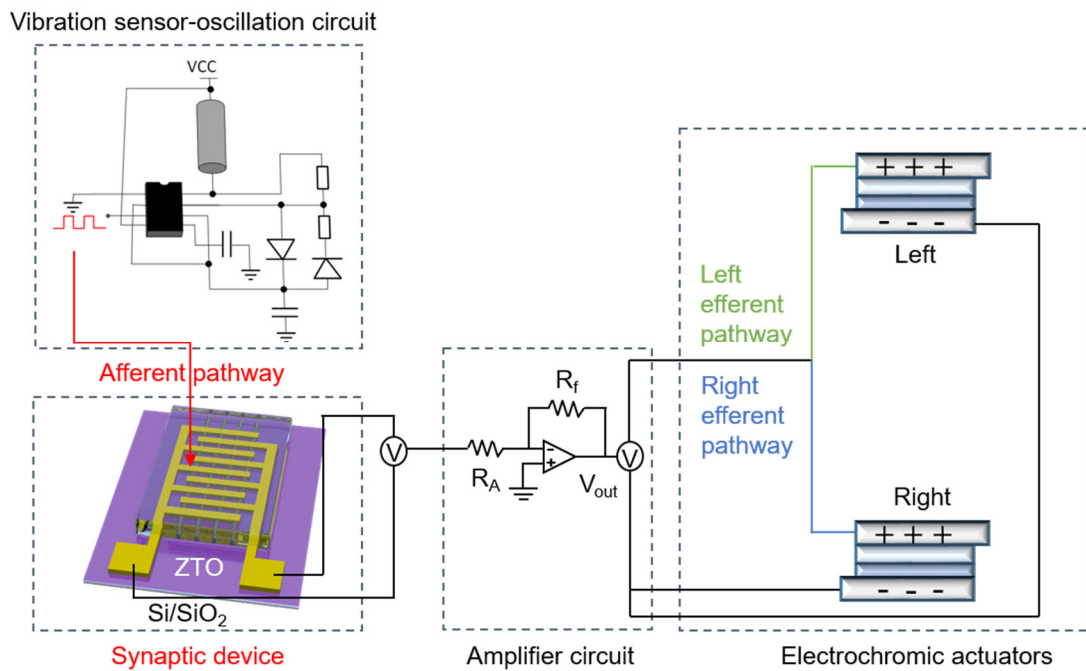 Vibration sensor-oscillation circuit
VCC
Afferent pathway
ZTO
Si/SiO₂
Synaptic device
V
R_A
R_f
-
+
V_out
V
Amplifier circuit
Left
efferent
pathway
Right
efferent
pathway
+ + +
- - -
Left
Right
+ + +
- - -
Electrochromic actuators